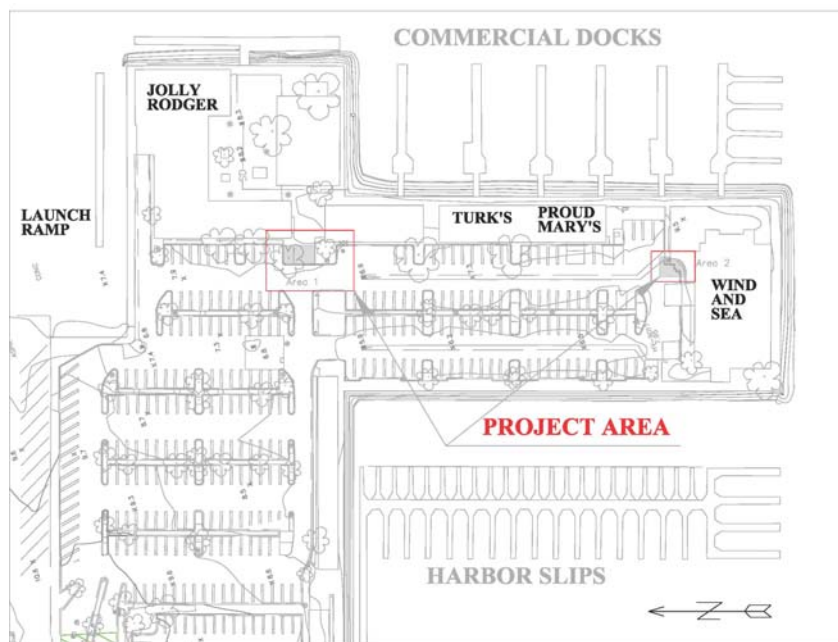 COMMERCIAL DOCKS
JOLLY
RODGER
LAUNCH
RAMP
TURK'S
PROUD
MARY'S
Area 1
Area 2
WIND
AND
SEA
PROJECT AREA
HARBOR SLIPS
N